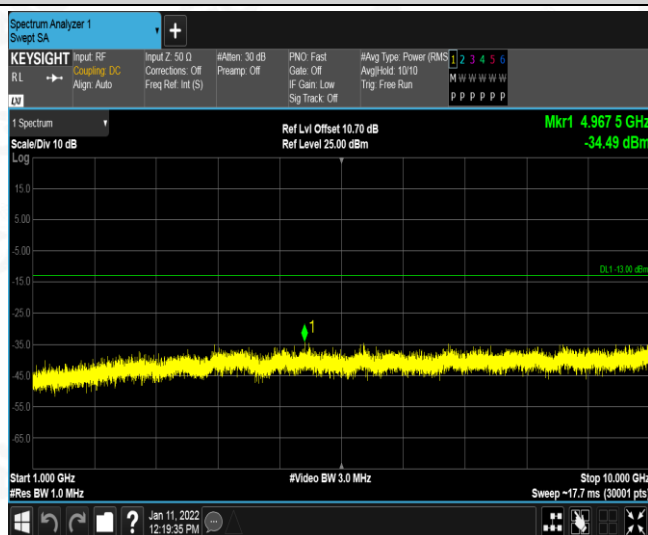 Spectrum Analyzer 1
Swept SA
+
KEYSIGHT
RL
LXI
Input: RF
Coupling: DC
Align: Auto
Input Z: 50 Ω
Corrections: Off
Freq Ref: Int (S)
#Atten: 30 dB
Preamp: Off
PNO: Fast
Gate: Off
IF Gain: Low
Sig Track: Off
#Avg Type: Power (RMS
Avg|Hold: 10/10
Trig: Free Run
1 2 3 4 5 6
M W W W W W
P P P P P P
1 Spectrum
Scale/Div 10 dB
Log
Ref Lvl Offset 10.70 dB
Ref Level 25.00 dBm
Mkr1 4.967 5 GHz
-34.49 dBm
15.0
5.00
-5.00
DL1 -13.00 dBm
-15.0
-25.0
1
-35.0
-45.0
-55.0
-65.0
Start 1.000 GHz
#Video BW 3.0 MHz
Stop 10.000 GHz
#Res BW 1.0 MHz
Sweep ~17.7 ms (30001 pts)
?
Jan 11, 2022
12:19:35 PM